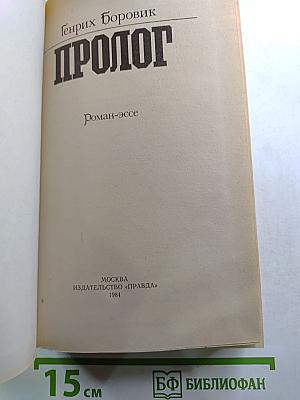 Генрих Боровик
ПРОЛОГ
Роман-эссе
МОСКВА
ИЗДАТЕЛЬСТВО «ПРАВДА»
1984
15 см
БФ БИБЛИОФАН